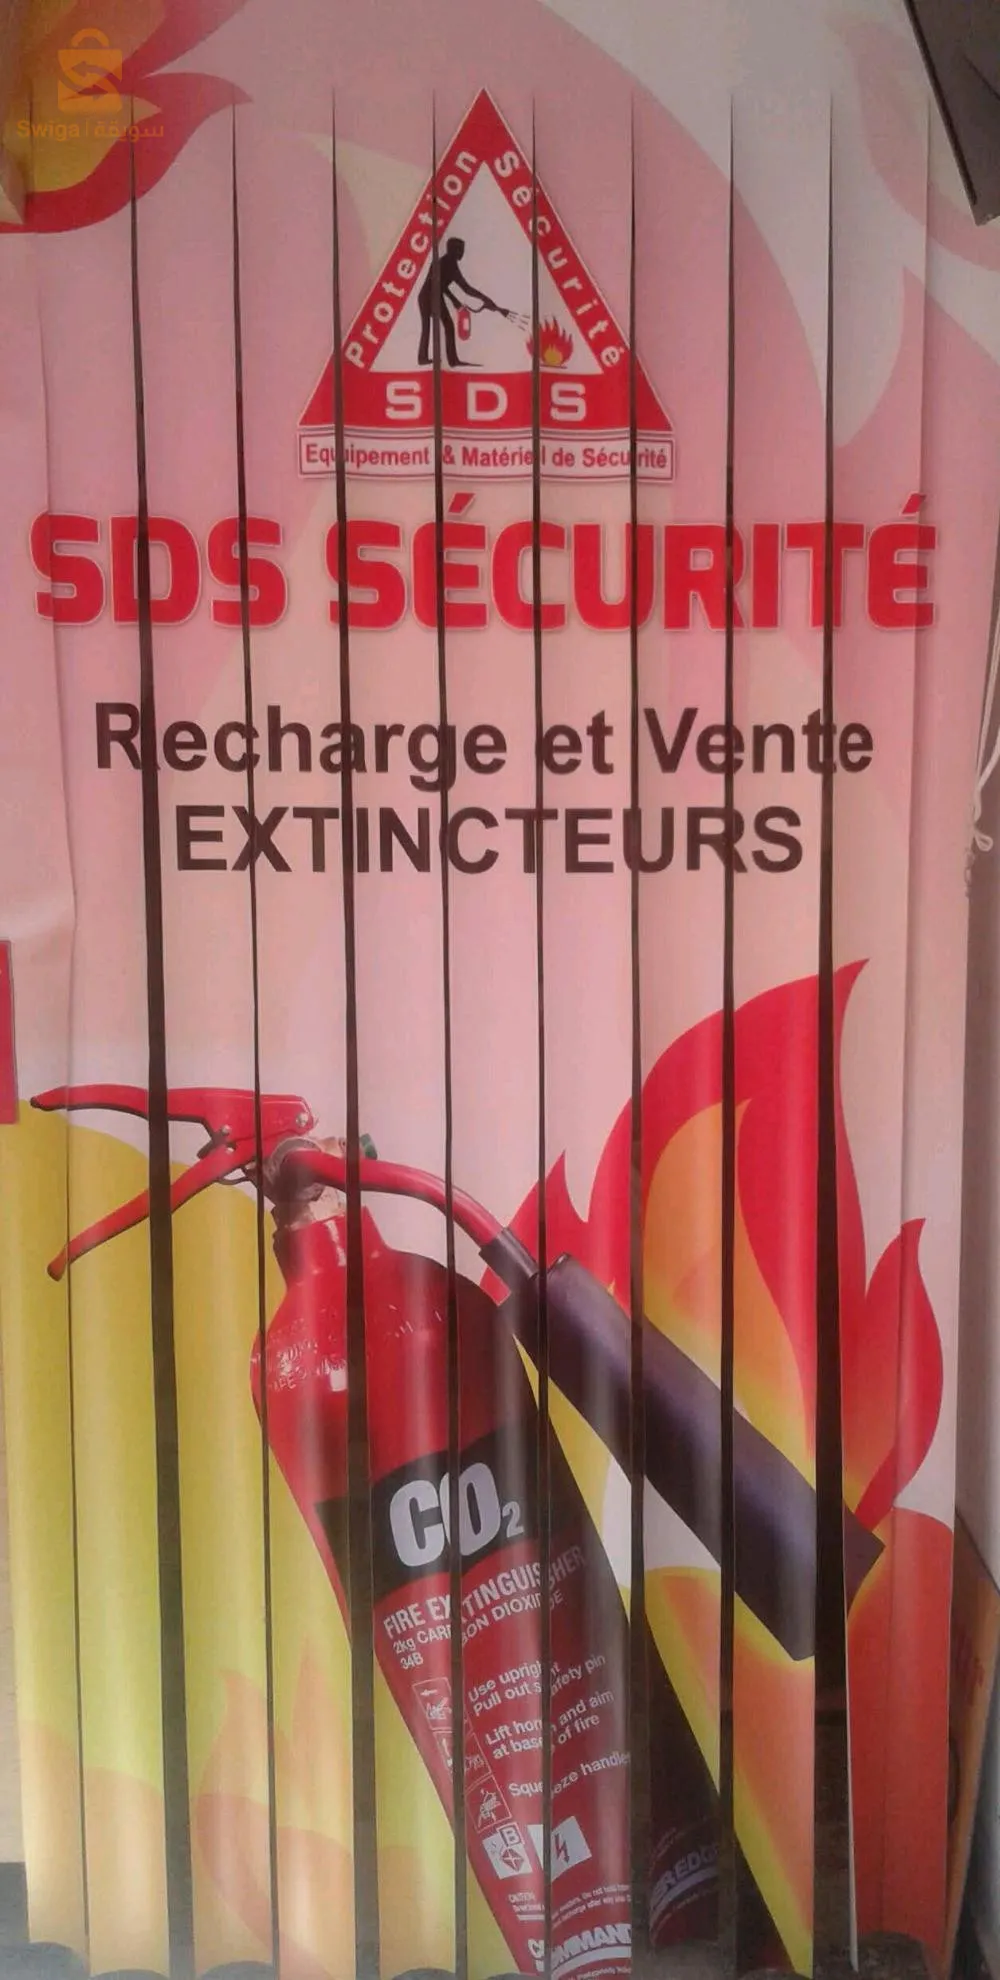 Swiga | سويقة
Protection Sécurité
SDS
Equipement & Matériel de Sécurité
SDS SÉCURITÉ
Recharge et Vente
EXTINCTEURS
CO2
FIRE EXTINGUISHER
2kg CARBON DIOXIDE
34B
Use upright
Pull out safety pin
Lift horn and aim
at base of fire
Squeeze handle
B
CAUTION
COMMAND